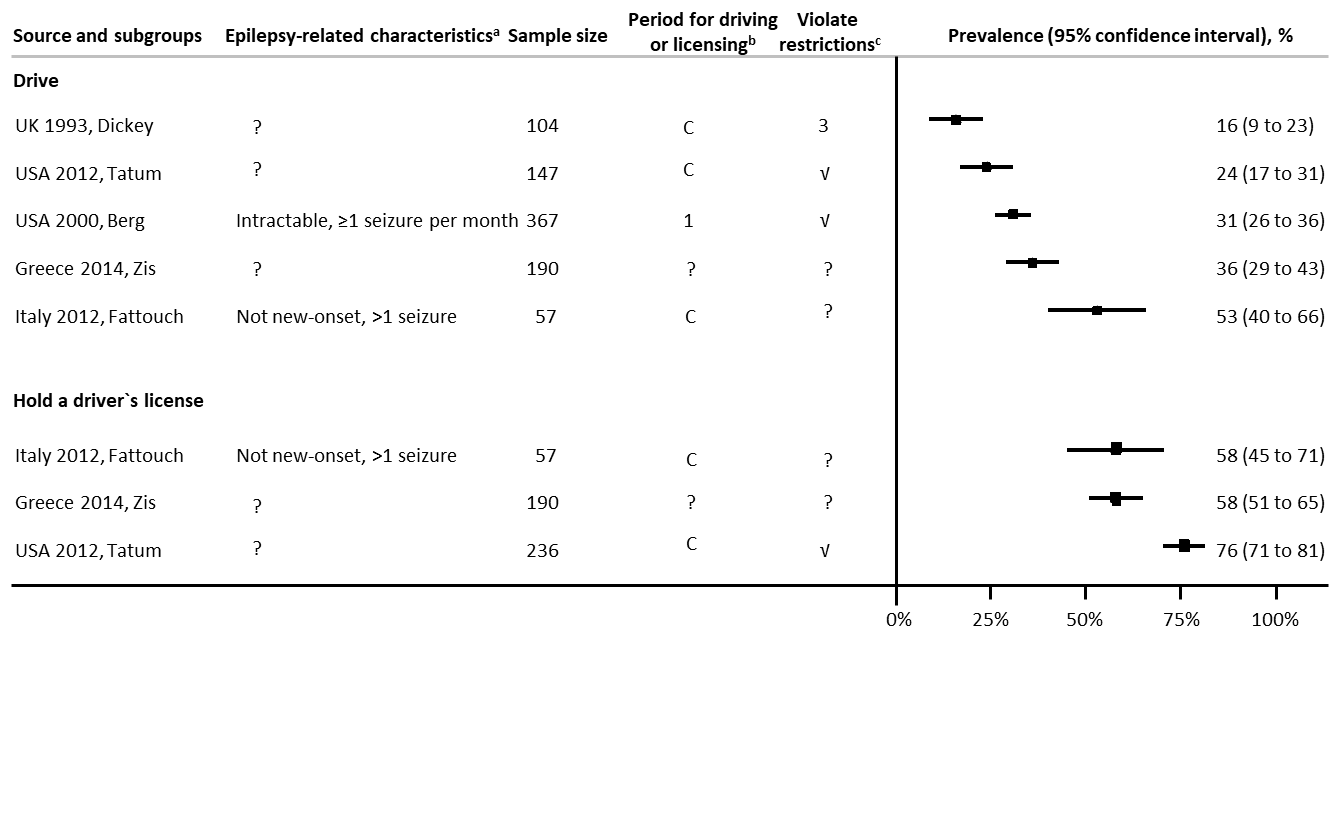 Source and subgroups Epilepsy-related characteristicsᵃ Sample size Period for driving or licensingᵇ Violate restrictionsᶜ Prevalence (95% confidence interval), %
Drive
UK 1993, Dickey ? 104 C 3 16 (9 to 23)
USA 2012, Tatum ? 147 C √ 24 (17 to 31)
USA 2000, Berg Intractable, ≥1 seizure per month 367 1 √ 31 (26 to 36)
Greece 2014, Zis ? 190 ? ? 36 (29 to 43)
Italy 2012, Fattouch Not new-onset, >1 seizure 57 C ? 53 (40 to 66)
Hold a driver`s license
Italy 2012, Fattouch Not new-onset, >1 seizure 57 C ? 58 (45 to 71)
Greece 2014, Zis ? 190 ? ? 58 (51 to 65)
USA 2012, Tatum ? 236 C √ 76 (71 to 81)
0% 25% 50% 75% 100%